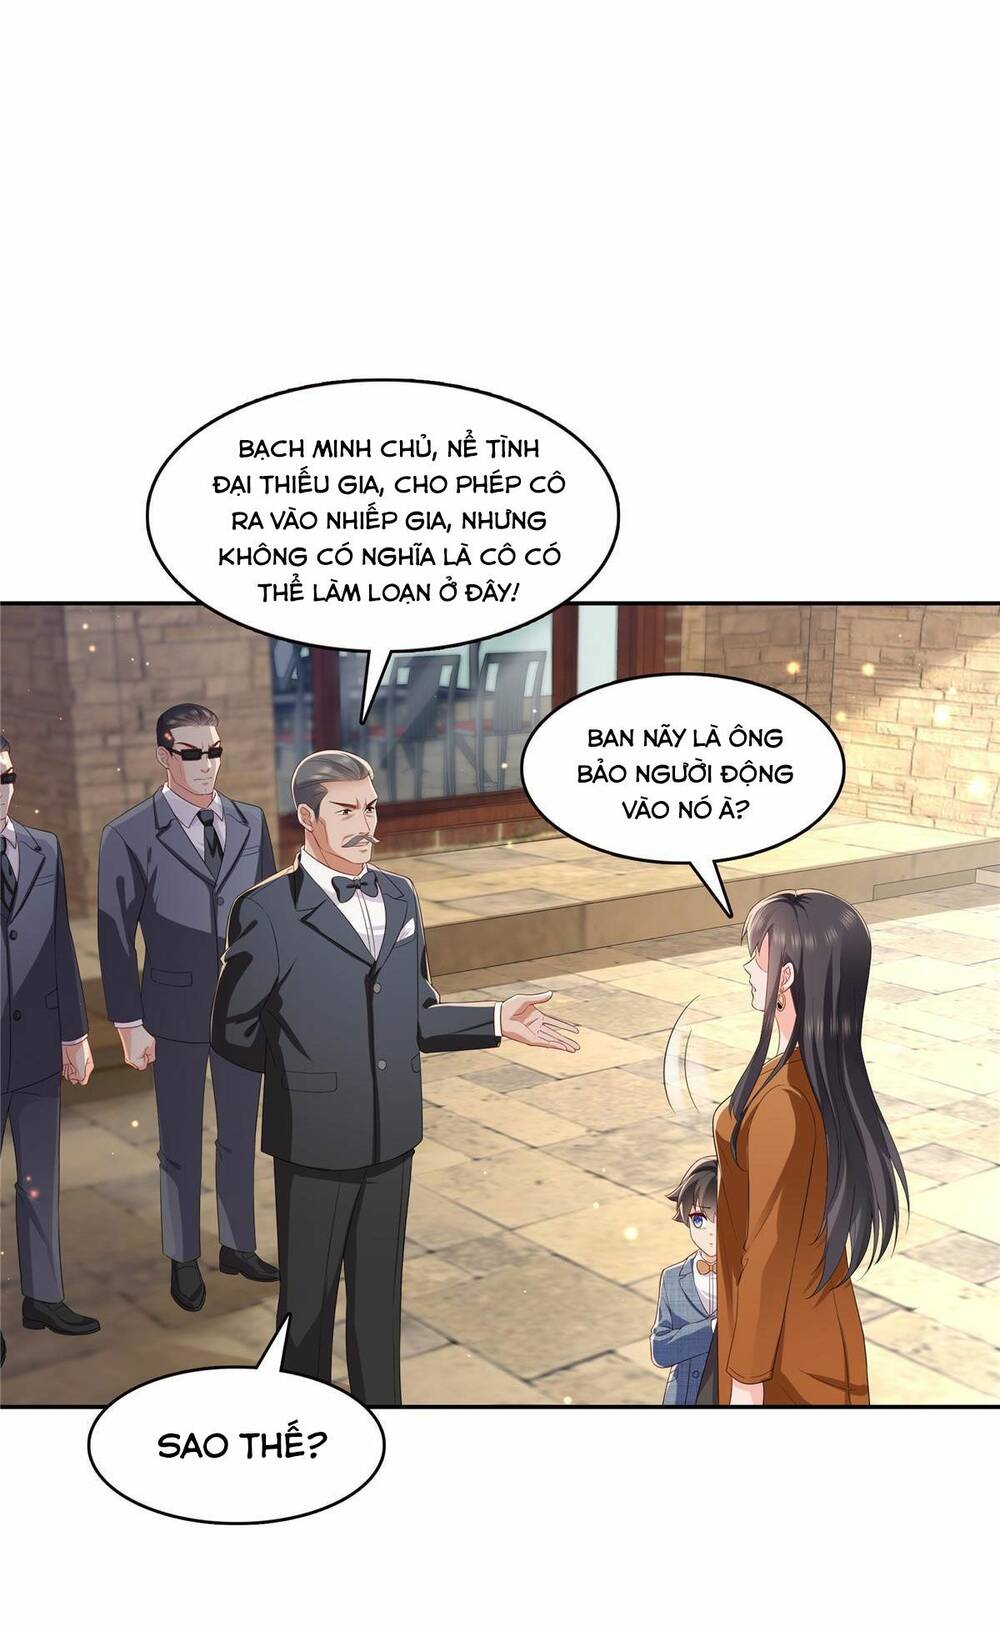 BẠCH MINH CHỦ, NỂ TÌNH
ĐẠI THIẾU GIA, CHO PHÉP CÔ
RA VÀO NHIẾP GIA, NHƯNG
KHÔNG CÓ NGHĨA LÀ CÔ CÓ
THỂ LÀM LOẠN Ở ĐÂY!
BAN NÃY LÀ ÔNG
BẢO NGƯỜI ĐỘNG
VÀO NÓ À?
SAO THẾ?